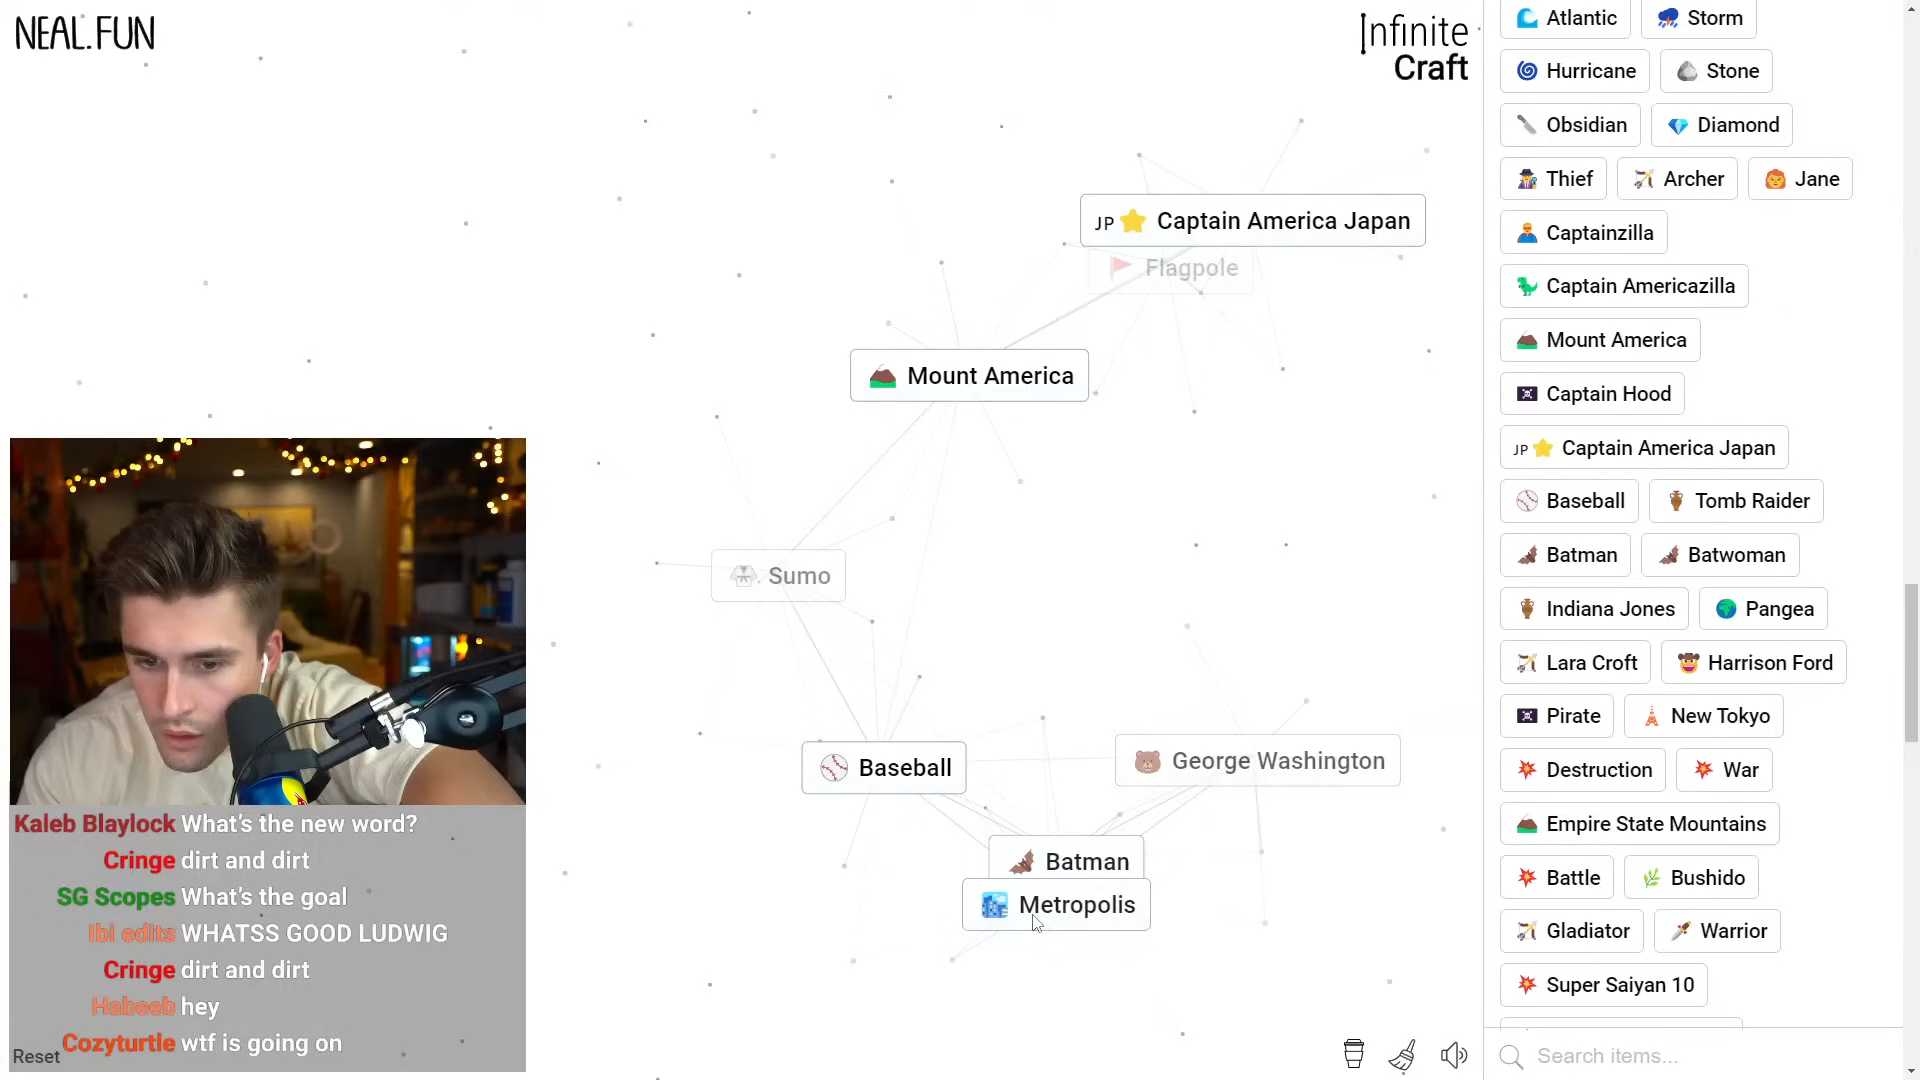 NEAL.FUN
Infinite
Craft
JP Captain America Japan
Flagpole
Mount America
Sumo
Baseball
George Washington
Batman
Metropolis
Kaleb Blaylock What's the new word?
Cringe dirt and dirt
SG Scopes What's the goal
Ibi edits WHATSS GOOD LUDWIG
Cringe dirt and dirt
Habeeb hey
Cozyturtle wtf is going on
Reset
Atlantic Storm
Hurricane Stone
Obsidian Diamond
Thief Archer Jane
Captainzilla
Captain Americazilla
Mount America
Captain Hood
JP Captain America Japan
Baseball Tomb Raider
Batman Batwoman
Indiana Jones Pangea
Lara Croft Harrison Ford
Pirate New Tokyo
Destruction War
Empire State Mountains
Battle Bushido
Gladiator Warrior
Super Saiyan 10
Search items...